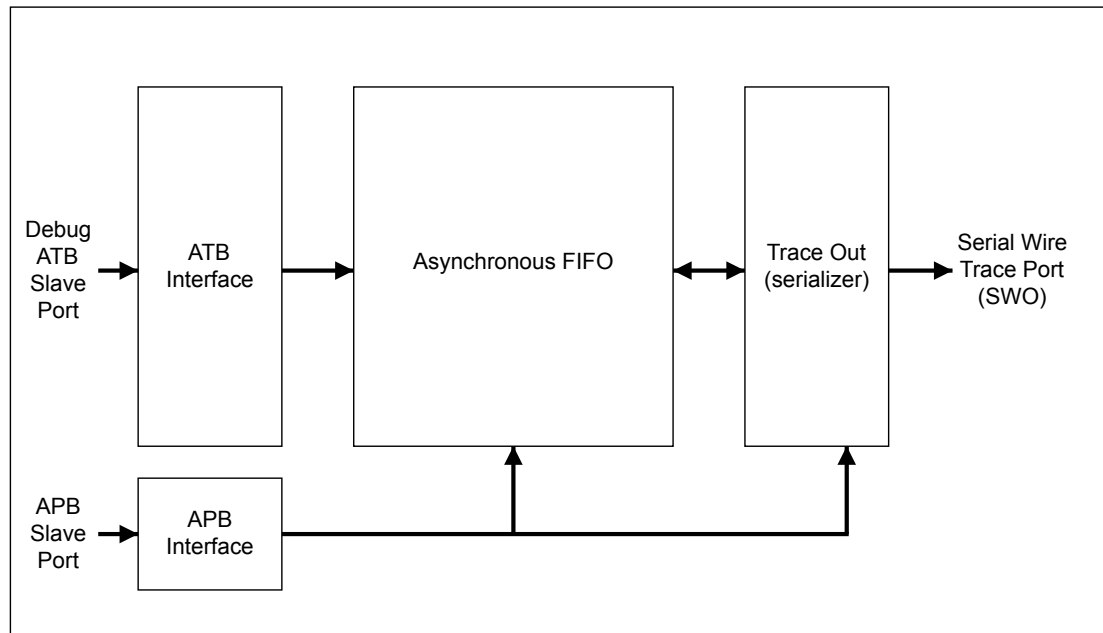 Debug
ATB
Slave
Port
ATB
Interface
Asynchronous FIFO
Trace Out
(serializer)
Serial Wire
Trace Port
(SWO)
APB
Slave
Port
APB
Interface